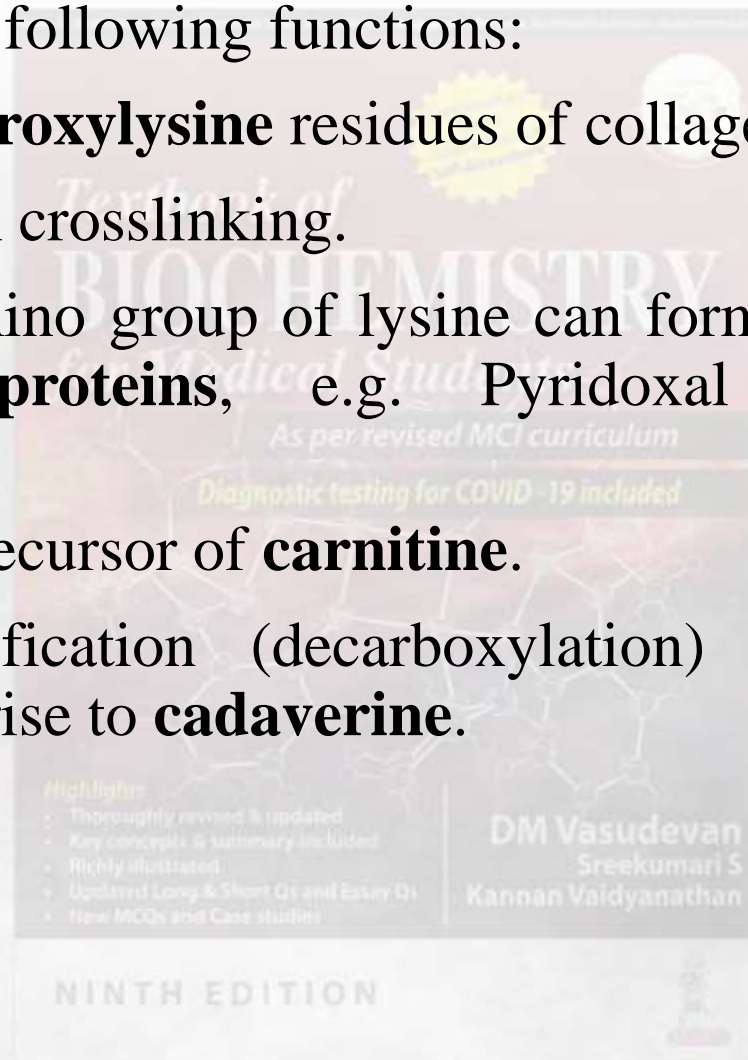 following functions:
roxylysine residues of collage
crosslinking.
ino group of lysine can form
proteins, e.g. Pyridoxal
ecursor of carnitine.
fication (decarboxylation)
rise to cadaverine.
Textbook of
BIOCHEMISTRY
for Medical Students
As per revised MCI curriculum
Diagnostic testing for COVID-19 included
Highlights
• Thoroughly revised & updated
• Key concepts & summary included
• Richly illustrated
• Updated Long & Short Qs and Essay Qs
• New MCQs and Case studies
DM Vasudevan
Sreekumari S
Kannan Vaidyanathan
NINTH EDITION